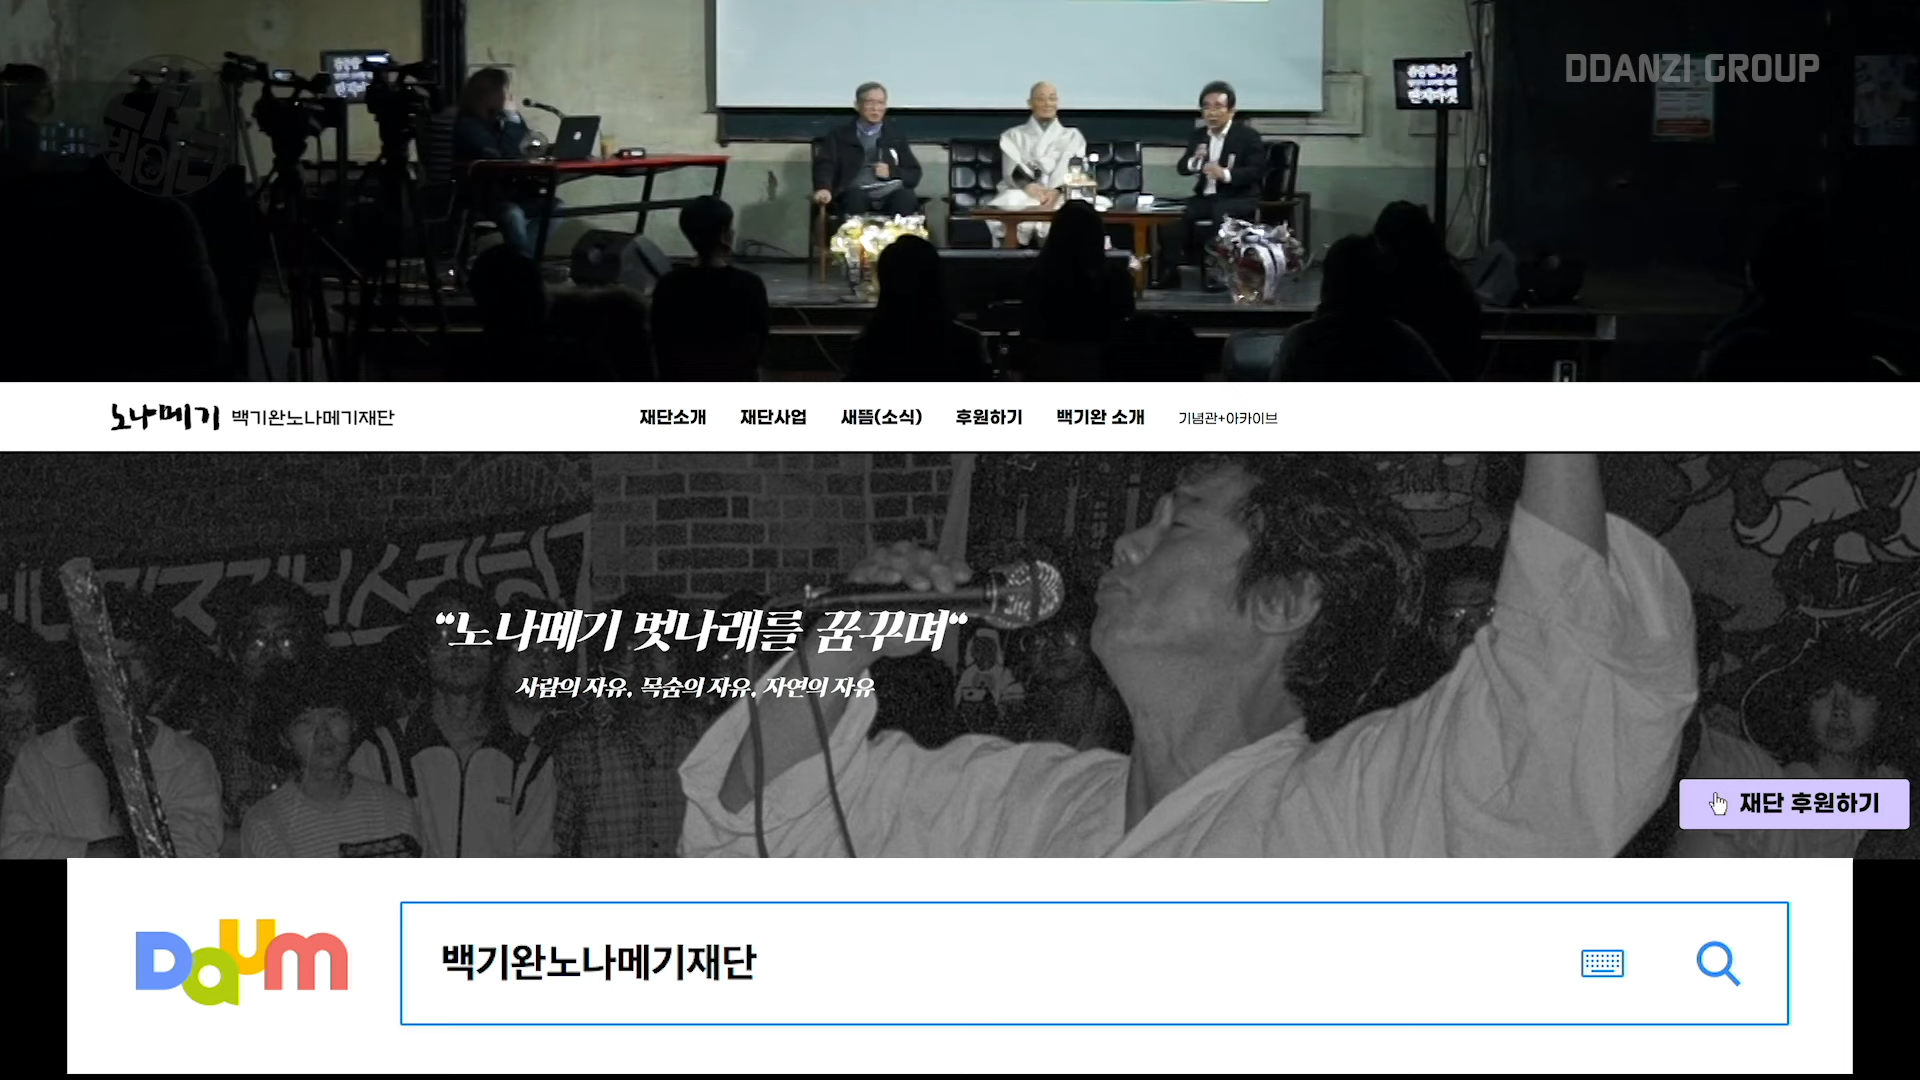 DDANZI GROUP
노나메기 백기완노나메기재단
재단소개 재단사업 새뜸(소식) 후원하기 백기완 소개 기념관+아카이브
“노나메기 벗나래를 꿈꾸며“
사람의 자유, 목숨의 자유, 자연의 자유
재단 후원하기
Daum
백기완노나메기재단